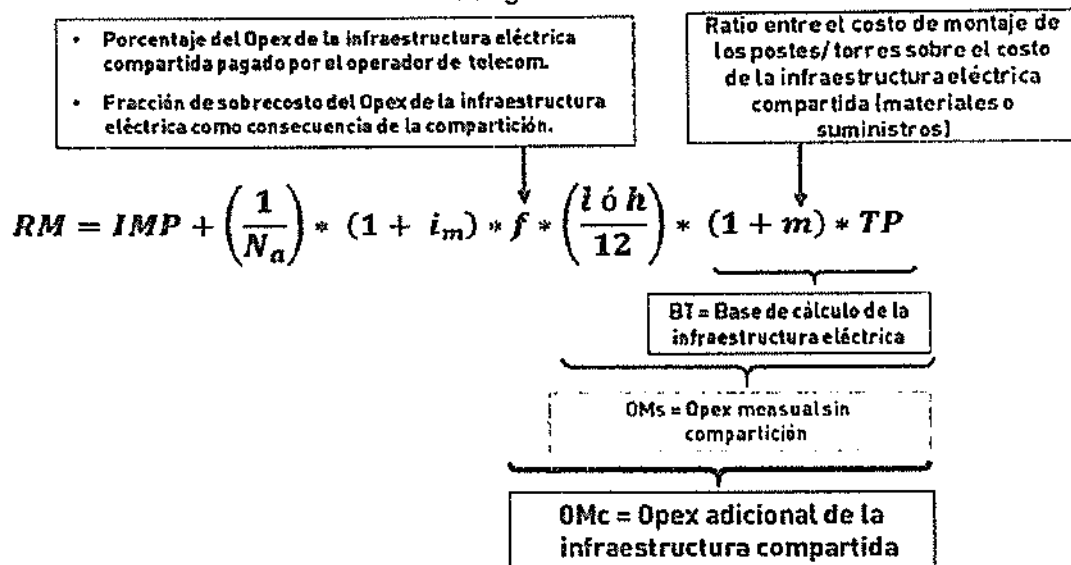 • Porcentaje del Opex de la infraestructura eléctrica
compartida pagado por el operador de telecom.
• Fracción de sobrecosto del Opex de la infraestructura
eléctrica como consecuencia de la compartición.
Ratio entre el costo de montaje de
los postes/torres sobre el costo
de la infraestructura eléctrica
compartida (materiales o
suministros)
RM = IMP + (1/Nₐ) * (1 + iₘ) * f * (l ó h/12) * (1 + m) * TP
BT = Base de cálculo de la
infraestructura eléctrica
OMs = Opex mensual sin
compartición
OMc = Opex adicional de la
infraestructura compartida